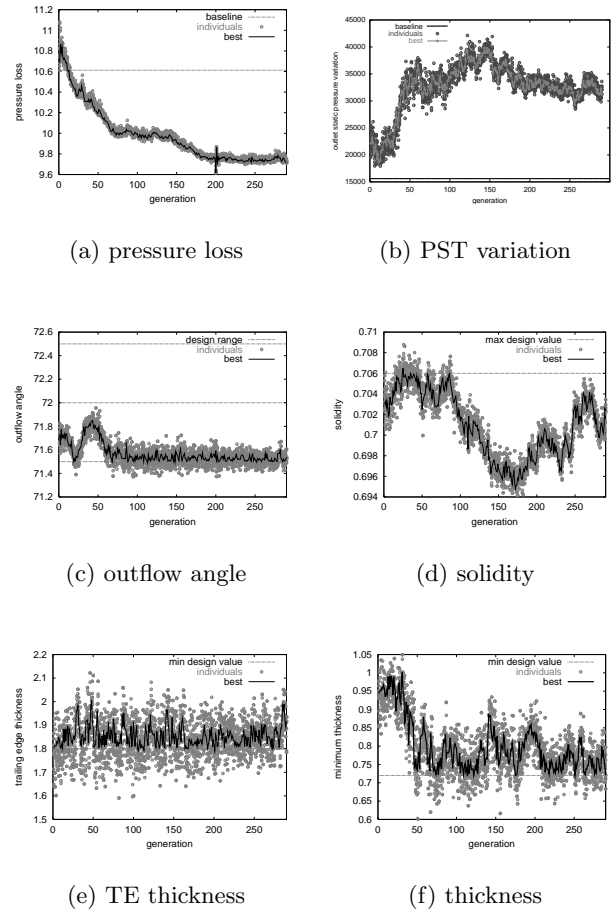 11.2
11
10.8
10.6
10.4
10.2
10
9.8
9.6
0 50 100 150 200 250
pressure loss
generation
baseline
individuals
best
(a) pressure loss
45000
40000
35000
30000
25000
20000
15000
0 50 100 150 200 250 300
outlet static pressure variation
generation
baseline
individuals
best
(b) PST variation
72.6
72.4
72.2
72
71.8
71.6
71.4
71.2
0 50 100 150 200 250
outflow angle
generation
design range
individuals
best
(c) outflow angle
0.71
0.708
0.706
0.704
0.702
0.7
0.698
0.696
0.694
0 50 100 150 200 250
solidity
generation
max design value
individuals
best
(d) solidity
2.2
2.1
2
1.9
1.8
1.7
1.6
1.5
0 50 100 150 200 250
trailing edge thickness
generation
min design value
individuals
best
(e) TE thickness
1.05
1
0.95
0.9
0.85
0.8
0.75
0.7
0.65
0.6
0 50 100 150 200 250
minimum thickness
generation
min design value
individuals
best
(f) thickness